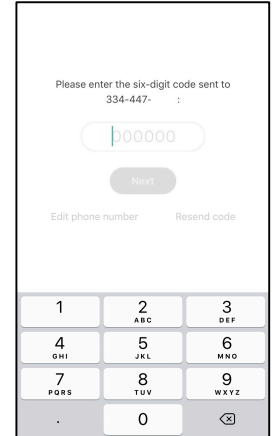 Please enter the six-digit code sent to
334-447- :
000000
Next
Edit phone number Resend code
1 2 3
ABC DEF
4 5 6
GHI JKL MNO
7 8 9
PQRS TUV WXYZ
. 0